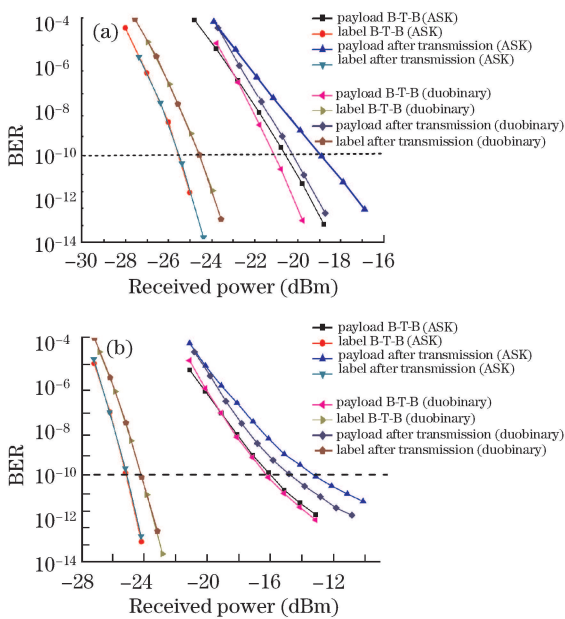 (a)
BER
10⁻⁴
10⁻⁶
10⁻⁸
10⁻¹⁰
10⁻¹²
10⁻¹⁴
−30 −28 −26 −24 −22 −20 −18 −16
Received power (dBm)
payload B-T-B (ASK)
label B-T-B (ASK)
payload after transmission (ASK)
label after transmission (ASK)
payload B-T-B (duobinary)
label B-T-B (duobinary)
payload after transmission (duobinary)
label after transmission (duobinary)
(b)
BER
10⁻⁴
10⁻⁶
10⁻⁸
10⁻¹⁰
10⁻¹²
10⁻¹⁴
−28 −24 −20 −16 −12
Received power (dBm)
payload B-T-B (ASK)
label B-T-B (ASK)
payload after transmission (ASK)
label after transmission (ASK)
payload B-T-B (duobinary)
label B-T-B (duobinary)
payload after transmission (duobinary)
label after transmission (duobinary)